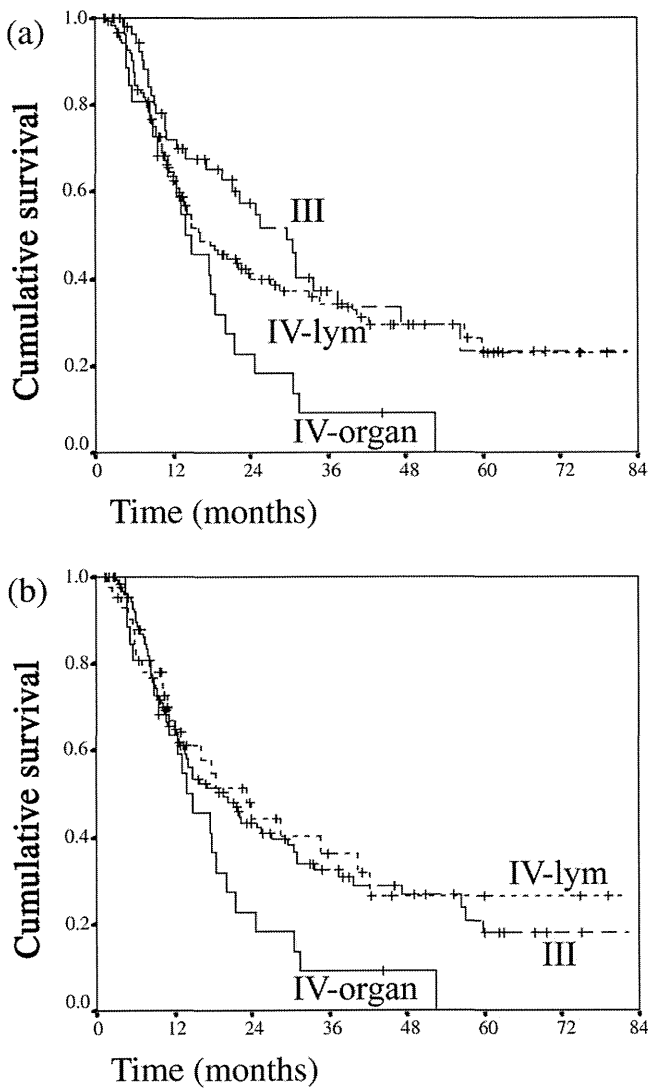 (a)
Cumulative survival
1.0
0.8
0.6
0.4
0.2
0.0
III
IV-lym
IV-organ
0 12 24 36 48 60 72 84
Time (months)
(b)
Cumulative survival
1.0
0.8
0.6
0.4
0.2
0.0
IV-lym
III
IV-organ
0 12 24 36 48 60 72 84
Time (months)